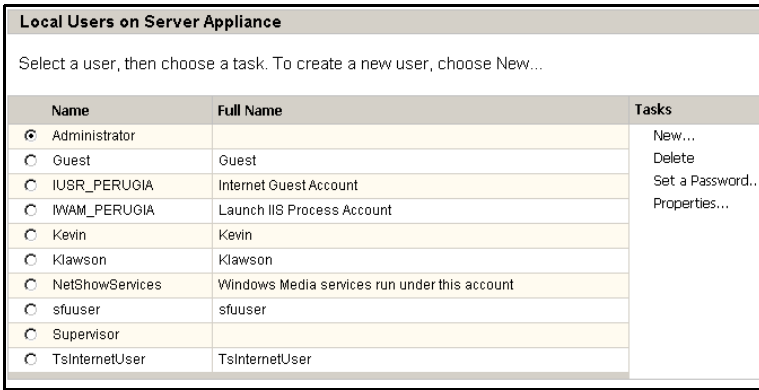 Local Users on Server Appliance
Select a user, then choose a task. To create a new user, choose New...
Name Full Name Tasks
Administrator New...
Guest Guest Delete
IUSR_PERUGIA Internet Guest Account Set a Password..
IWAM_PERUGIA Launch IIS Process Account Properties...
Kevin Kevin
Klawson Klawson
NetShowServices Windows Media services run under this account
sfuuser sfuuser
Supervisor
TsInternetUser TsInternetUser